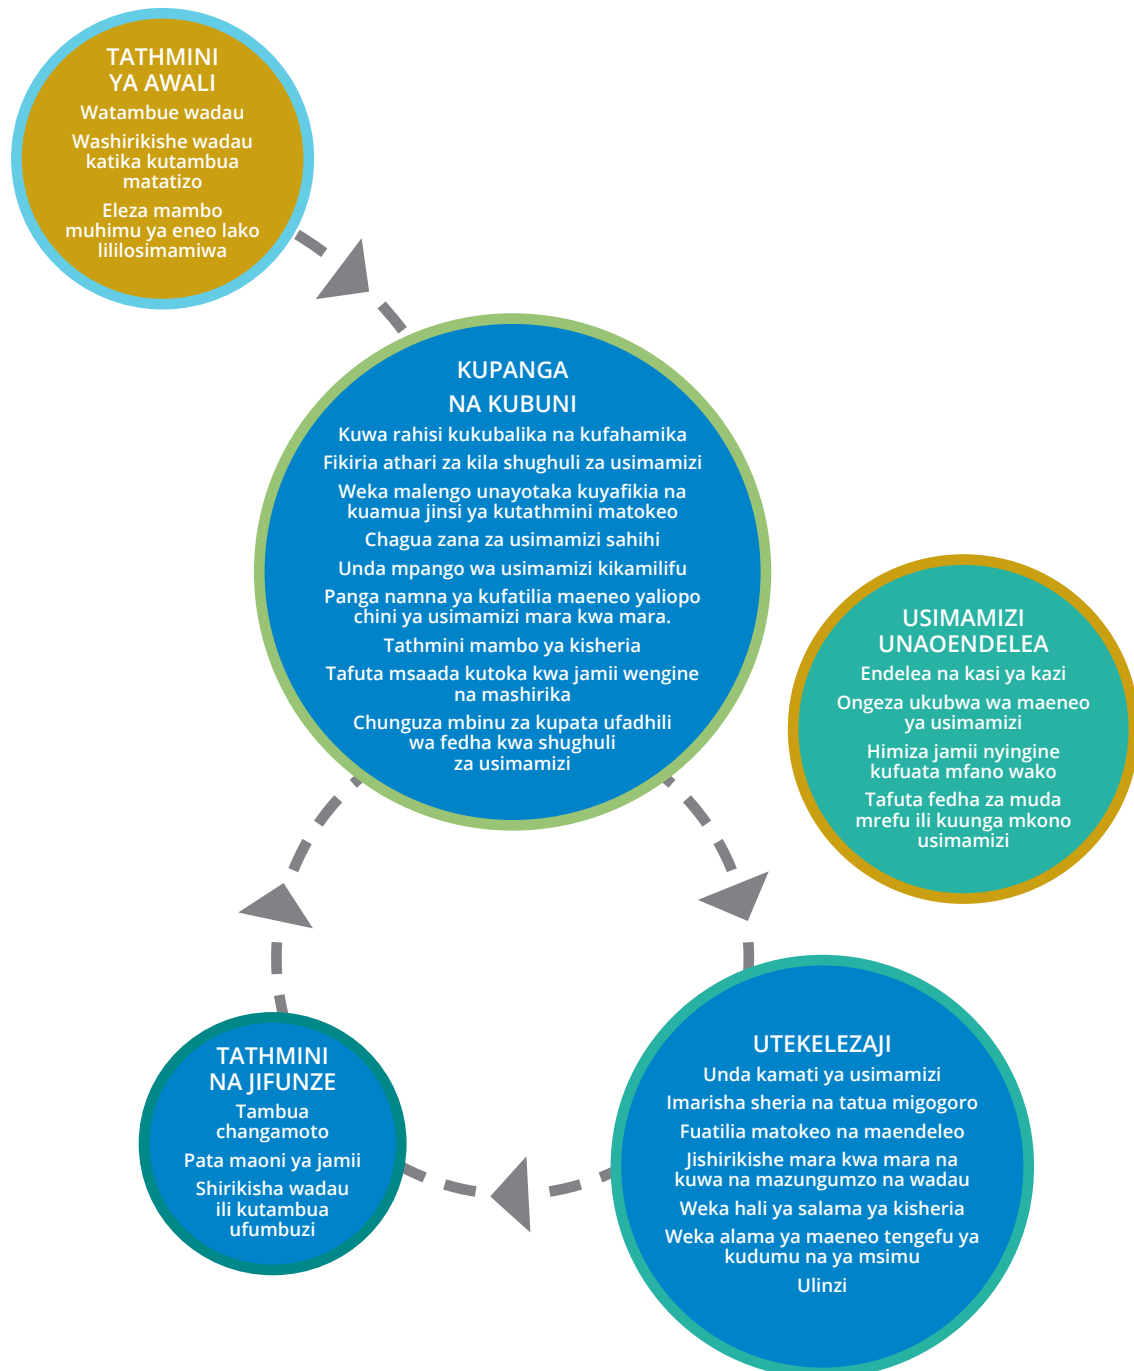 TATHMINI
YA AWALI
Watambue wadau
Washirikishe wadau
katika kutambua
matatizo
Eleza mambo
muhimu ya eneo lako
lililosimamiwa
KUPANGA
NA KUBUNI
Kuwa rahisi kukubalika na kufahamika
Fikiria athari za kila shughuli za usimamizi
Weka malengo unayotaka kuyafikia na
kuamua jinsi ya kutathmini matokeo
Chagua zana za usimamizi sahihi
Unda mpango wa usimamizi kikamilifu
Panga namna ya kufatilia maeneo yaliopo
chini ya usimamizi mara kwa mara.
Tathmini mambo ya kisheria
Tafuta msaada kutoka kwa jamii wengine
na mashirika
Chunguza mbinu za kupata ufadhili
wa fedha kwa shughuli
za usimamizi
USIMAMIZI
UNAOENDELEA
Endelea na kasi ya kazi
Ongeza ukubwa wa maeneo
ya usimamizi
Himiza jamii nyingine
kufuata mfano wako
Tafuta fedha za muda
mrefu ili kuunga mkono
usimamizi
UTEKELEZAJI
Unda kamati ya usimamizi
Imarisha sheria na tatua migogoro
Fuatilia matokeo na maendeleo
Jishirikishe mara kwa mara na
kuwa na mazungumzo na wadau
Weka hali ya salama ya kisheria
Weka alama ya maeneo tengefu ya
kudumu na ya msimu
Ulinzi
TATHMINI
NA JIFUNZE
Tambua
changamoto
Pata maoni ya jamii
Shirikisha wadau
ili kutambua
ufumbuzi